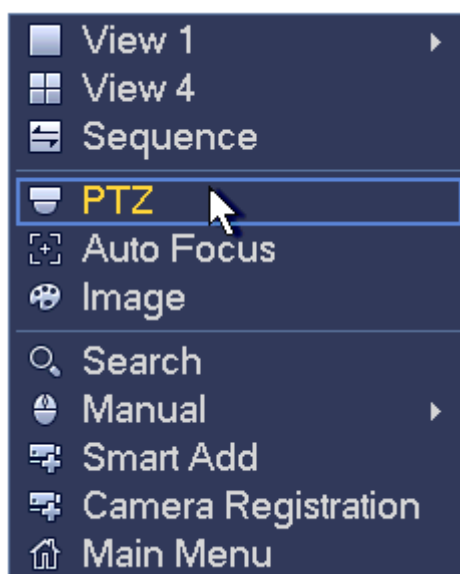 View 1
View 4
Sequence
PTZ
Auto Focus
Image
Search
Manual
Smart Add
Camera Registration
Main Menu